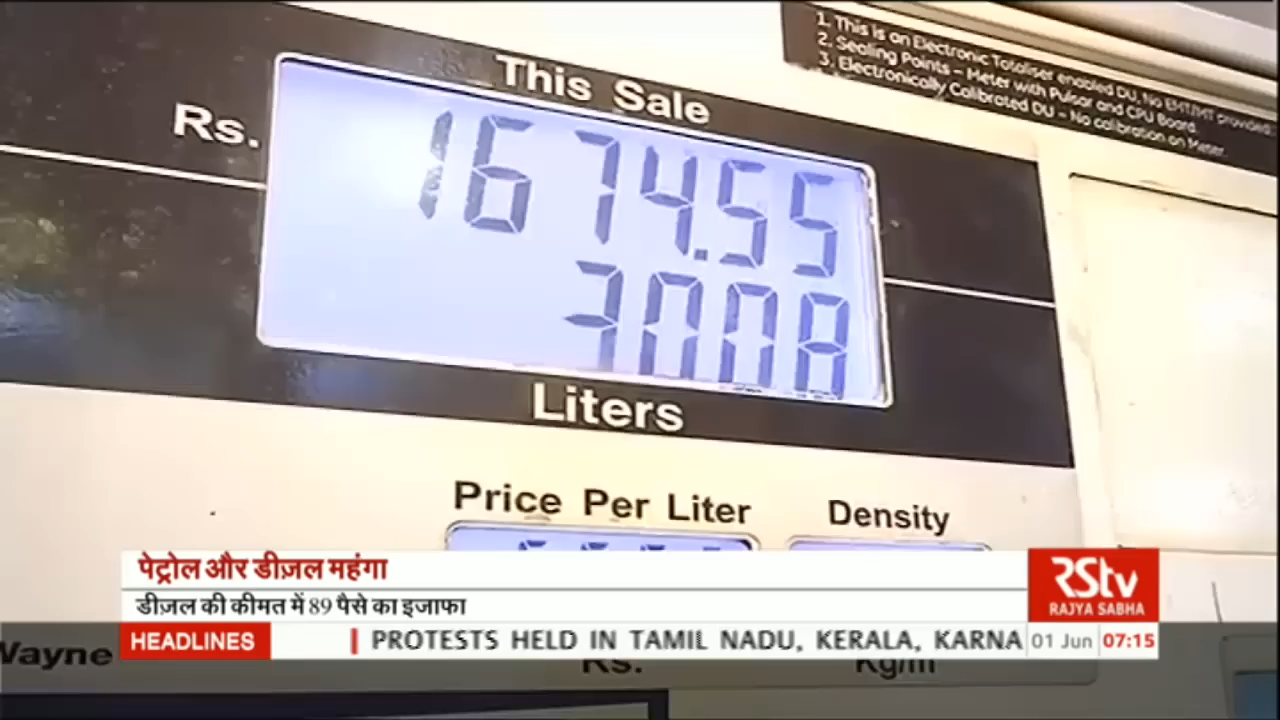 1. This is an Electronic Totaliser enabled DU, No EMT/MT provided.
2. Sealing Points - Meter with Pulsar and CPU Board.
3. Electronically Calibrated DU - No calibration on Meter.
This Sale
Rs.
1674.55
3008
Liters
Price Per Liter
Density
पेट्रोल और डीज़ल महंगा
डीज़ल की कीमत में 89 पैसे का इजाफा
RStv
RAJYA SABHA
HEADLINES
PROTESTS HELD IN TAMIL NADU, KERALA, KARNA
01 Jun
07:15
Wayne
Rs.
Kg/m